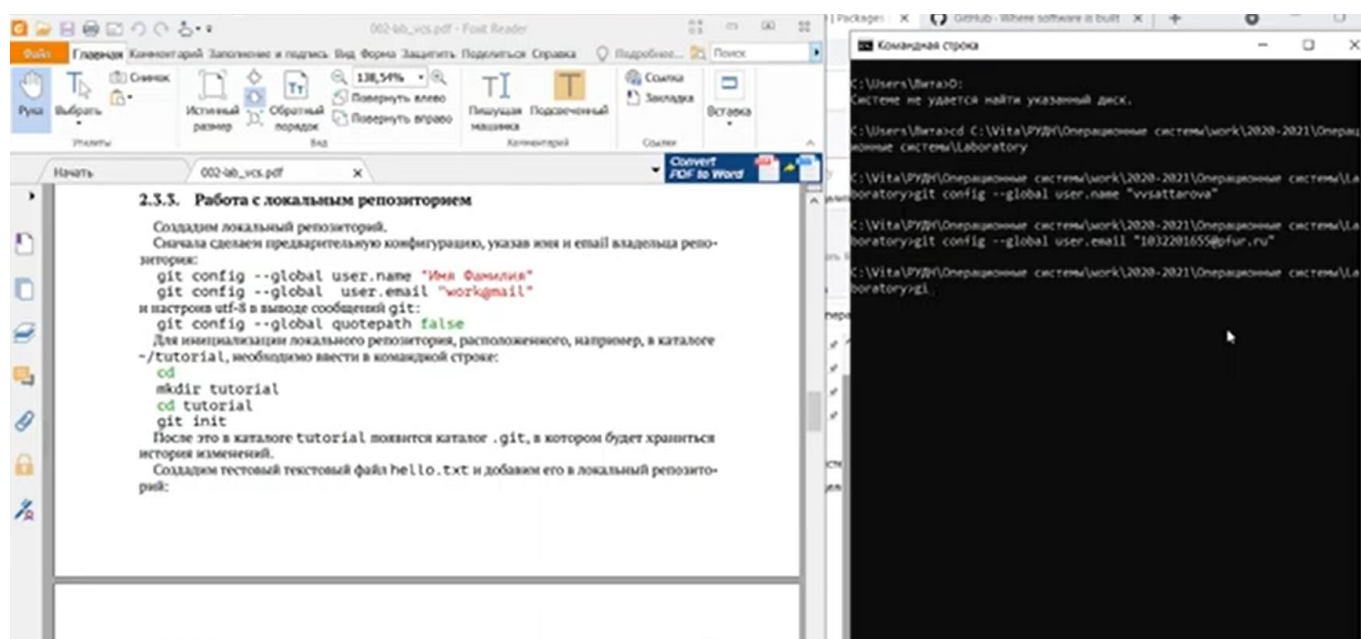 002-lab_vcs.pdf - Foxit Reader
Файл Главная Комментарий Заполнение и подпись Вид Форма Защитить Поделиться Справка Подробнее... Поиск
Рука
Выбрать
Снимок
Истинный размер
Обратный порядок
138,54%
Повернуть влево
Повернуть вправо
Пишущая машинка
Подсвеченный
Ссылка
Закладка
Вставка
Утилиты Вид Комментарий Ссылки
Начать 002-lab_vcs.pdf
Convert
PDF to Word
2.3.3. Работа с локальным репозиторием
Создадим локальный репозиторий.
Сначала сделаем предварительную конфигурацию, указав имя и email владельца репо-
зитория:
git config --global user.name "Имя Фамилия"
git config --global user.email "work@mail"
и настроив utf-8 в выводе сообщений git:
git config --global quotepath false
Для инициализации локального репозитория, расположенного, например, в каталоге
~/tutorial, необходимо ввести в командной строке:
cd
mkdir tutorial
cd tutorial
git init
После это в каталоге tutorial появится каталог .git, в котором будет храниться
история изменений.
Создадим тестовый текстовый файл hello.txt и добавим его в локальный репозито-
рий:
Packages
GitHub - Where software is built
Командная строка
C:\Users\Вита>D:
Системе не удается найти указанный диск.
C:\Users\Вита>cd C:\Vita\РУДН\Операционные системы\work\2020-2021\Операц
ионные системы\Laboratory
C:\Vita\РУДН\Операционные системы\work\2020-2021\Операционные системы\La
boratory>git config --global user.name "vvsattarova"
C:\Vita\РУДН\Операционные системы\work\2020-2021\Операционные системы\La
boratory>git config --global user.email "1032201655@pfur.ru"
C:\Vita\РУДН\Операционные системы\work\2020-2021\Операционные системы\La
boratory>gi